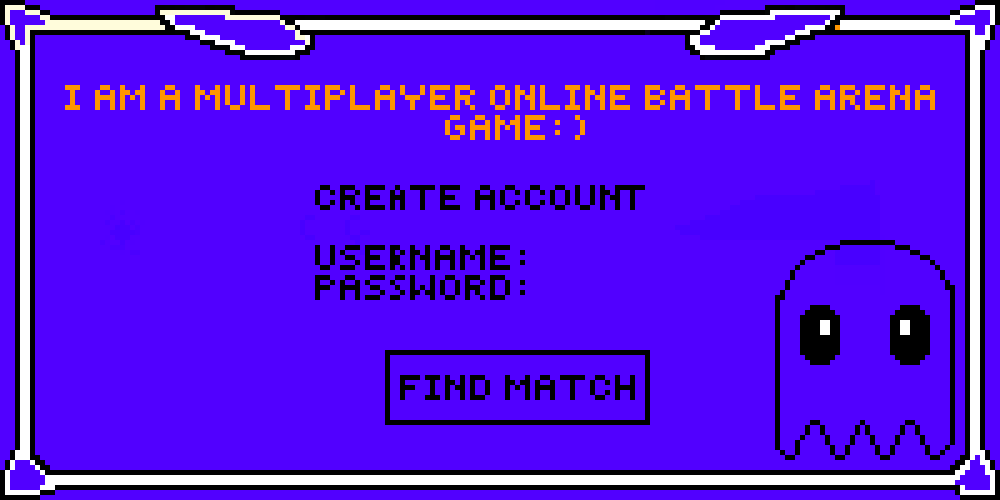 I AM A MULTIPLAYER ONLINE BATTLE ARENA
GAME:)
CREATE ACCOUNT
USERNAME:
PASSWORD:
FIND MATCH